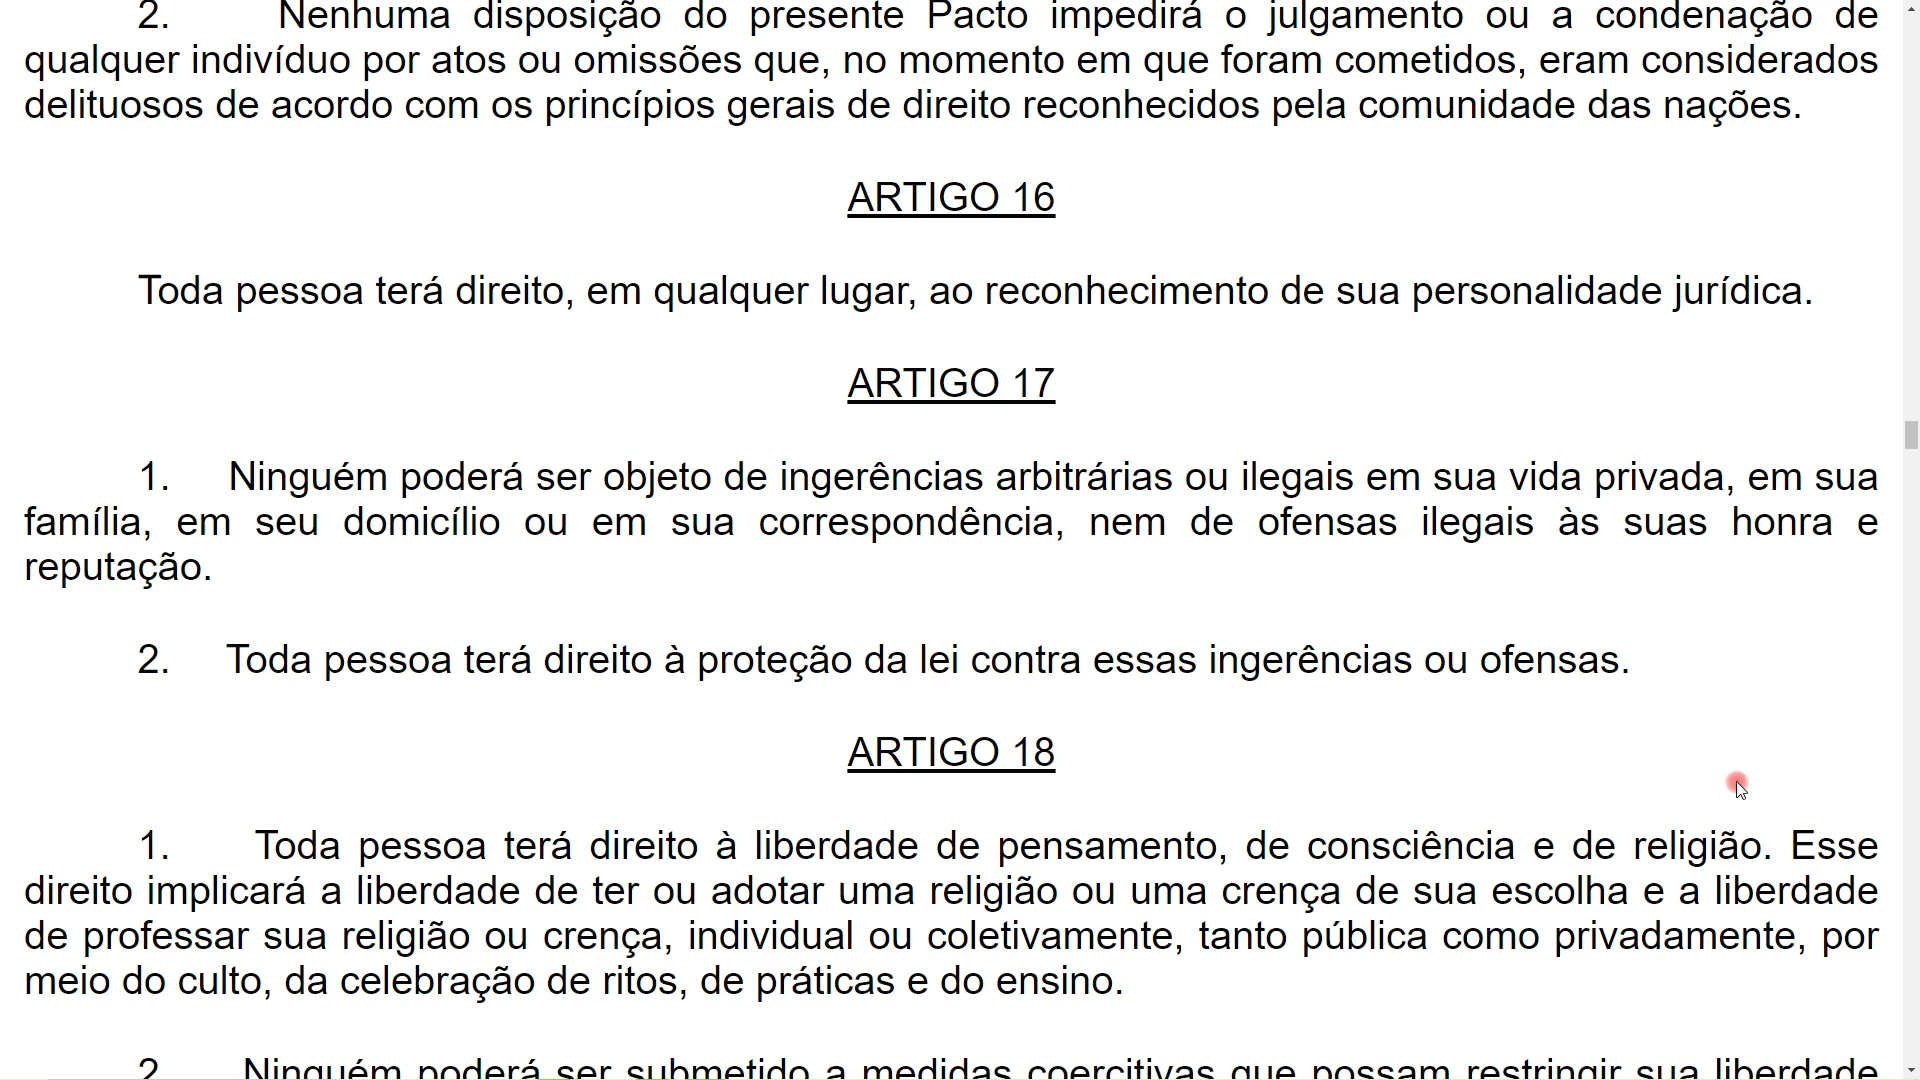 2. Nenhuma disposição do presente Pacto impedirá o julgamento ou a condenação de
qualquer indivíduo por atos ou omissões que, no momento em que foram cometidos, eram considerados
delituosos de acordo com os princípios gerais de direito reconhecidos pela comunidade das nações.
ARTIGO 16
Toda pessoa terá direito, em qualquer lugar, ao reconhecimento de sua personalidade jurídica.
ARTIGO 17
1. Ninguém poderá ser objeto de ingerências arbitrárias ou ilegais em sua vida privada, em sua
família, em seu domicílio ou em sua correspondência, nem de ofensas ilegais às suas honra e
reputação.
2. Toda pessoa terá direito à proteção da lei contra essas ingerências ou ofensas.
ARTIGO 18
1. Toda pessoa terá direito à liberdade de pensamento, de consciência e de religião. Esse
direito implicará a liberdade de ter ou adotar uma religião ou uma crença de sua escolha e a liberdade
de professar sua religião ou crença, individual ou coletivamente, tanto pública como privadamente, por
meio do culto, da celebração de ritos, de práticas e do ensino.
2. Ninguém poderá ser submetido a medidas coercitivas que possam restringir sua liberdade